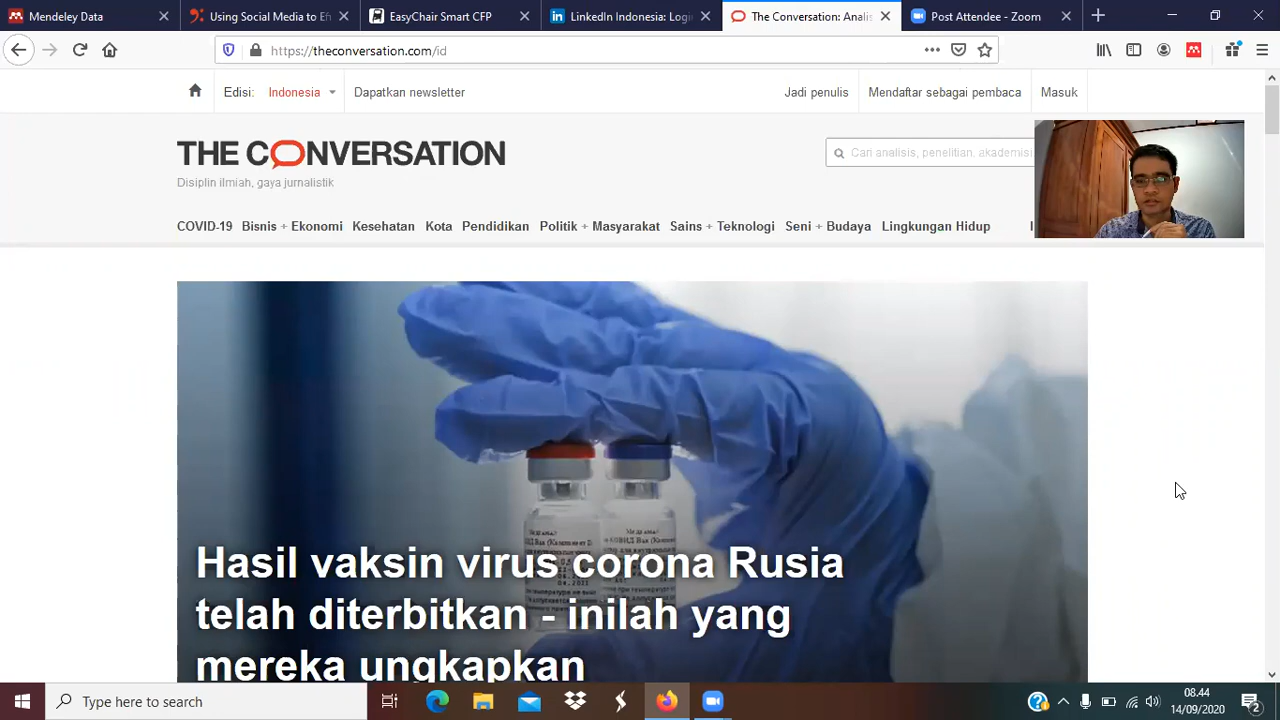 Mendeley Data
Using Social Media to Ef
EasyChair Smart CFP
LinkedIn Indonesia: Logi
The Conversation: Analis
Post Attendee - Zoom
https://theconversation.com/id
Edisi: Indonesia
Dapatkan newsletter
Jadi penulis
Mendaftar sebagai pembaca
Masuk
THE CONVERSATION
Disiplin ilmiah, gaya jurnalistik
Cari analisis, penelitian, akademisi
COVID-19 Bisnis + Ekonomi Kesehatan Kota Pendidikan Politik + Masyarakat Sains + Teknologi Seni + Budaya Lingkungan Hidup
Hasil vaksin virus corona Rusia
telah diterbitkan - inilah yang
mereka ungkapkan
Type here to search
08.44
14/09/2020
2